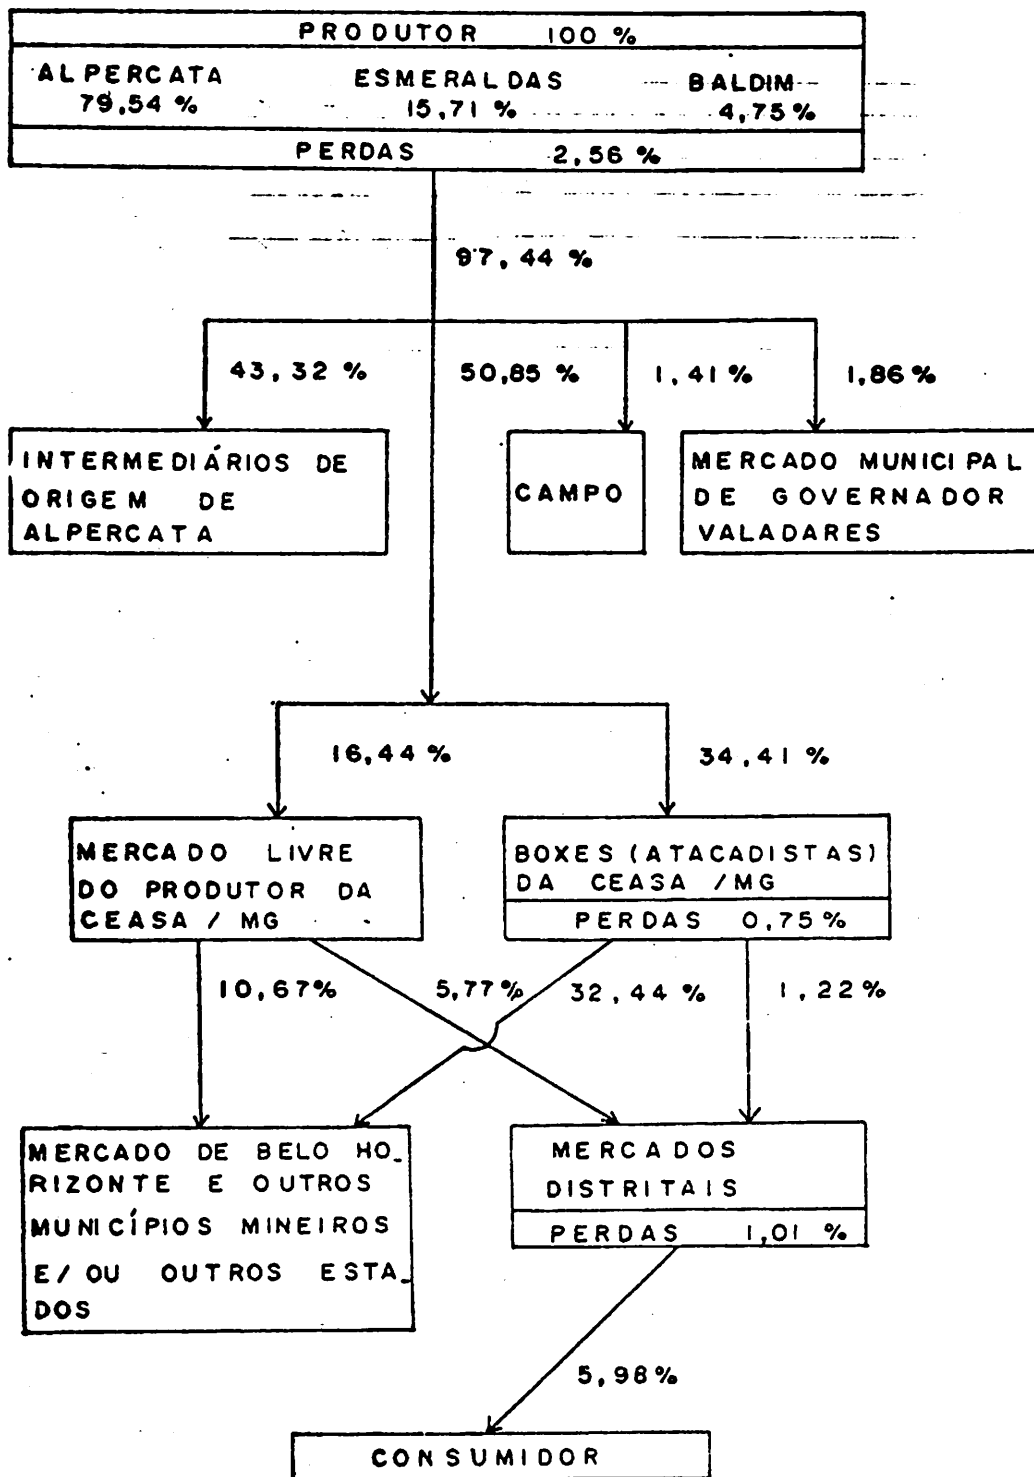 PRODUTOR 100 %
ALPERCATA ESMERALDAS BALDIM
79,54 % 15,71 % 4,75%
PERDAS 2,56 %
97,44 %
43,32 % 50,85 % 1,41% 1,86%
INTERMEDIÁRIOS DE
ORIGEM DE
ALPERCATA
CAMPO
MERCADO MUNICIPAL
DE GOVERNADOR
VALADARES
16,44 % 34,41 %
MERCADO LIVRE
DO PRODUTOR DA
CEASA / MG
BOXES (ATACADISTAS)
DA CEASA /MG
PERDAS 0,75%
10,67% 5,77% 32,44 % 1,22%
MERCADO DE BELO HO_
RIZONTE E OUTROS
MUNICÍPIOS MINEIROS
E/ OU OUTROS ESTA_
DOS
MERCADOS
DISTRITAIS
PERDAS 1,01 %
5,98%
CONSUMIDOR